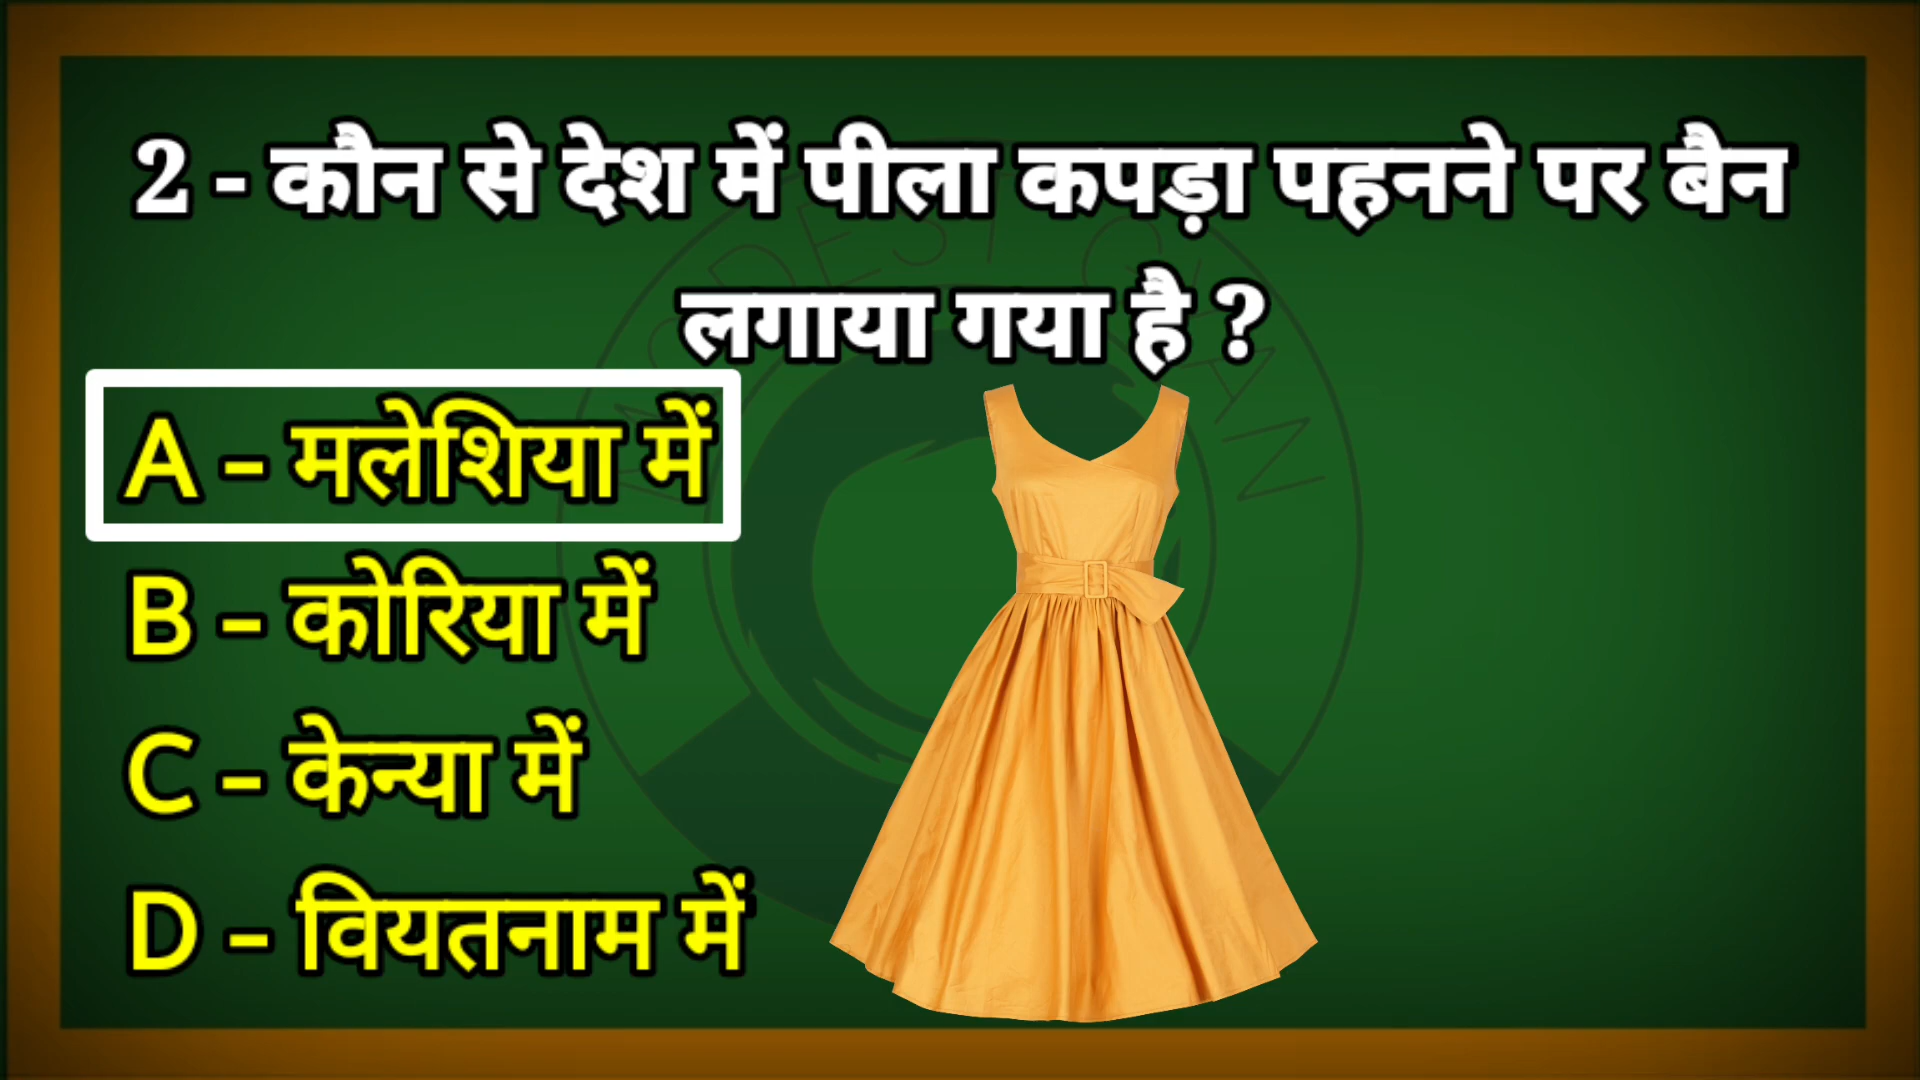 2 - कौन से देश में पीला कपड़ा पहनने पर बैन
लगाया गया है ?
A - मलेशिया में
B - कोरिया में
C - केन्या में
D - वियतनाम में